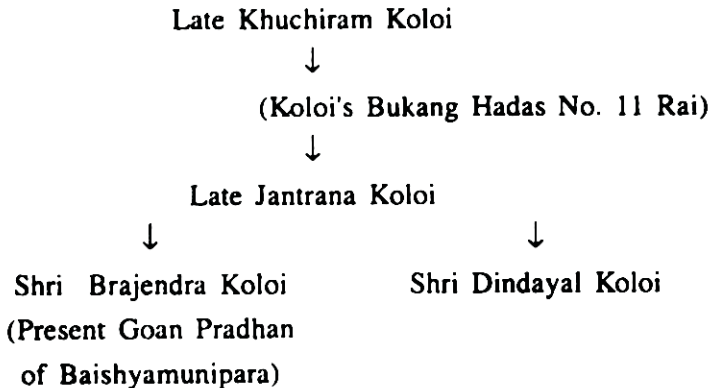 Late Khuchiram Koloi
↓
(Koloi's Bukang Hadas No. 11 Rai)
↓
Late Jantrana Koloi
↓ ↓
Shri Brajendra Koloi Shri Dindayal Koloi
(Present Goan Pradhan
of Baishyamunipara)